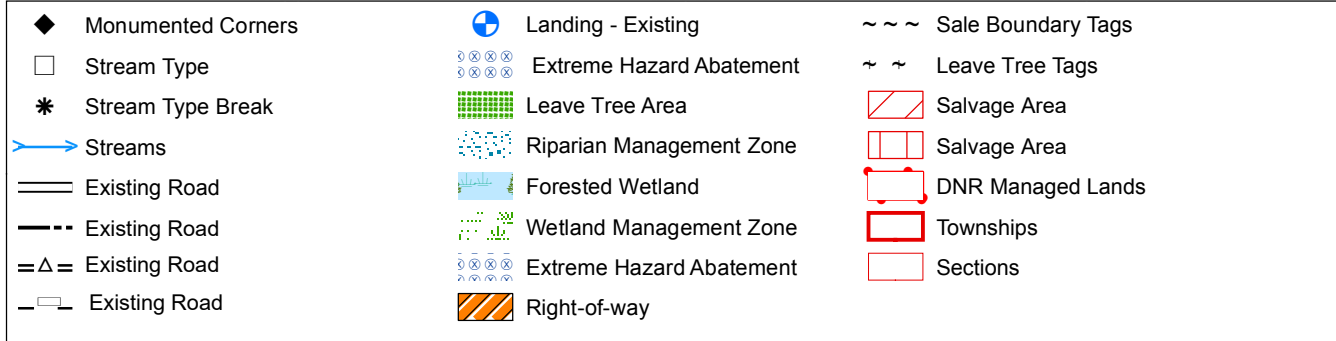 Monumented Corners
Stream Type
Stream Type Break
Streams
Existing Road
Existing Road
Existing Road
Existing Road
Landing - Existing
Extreme Hazard Abatement
Leave Tree Area
Riparian Management Zone
Forested Wetland
Wetland Management Zone
Extreme Hazard Abatement
Right-of-way
Sale Boundary Tags
Leave Tree Tags
Salvage Area
Salvage Area
DNR Managed Lands
Townships
Sections